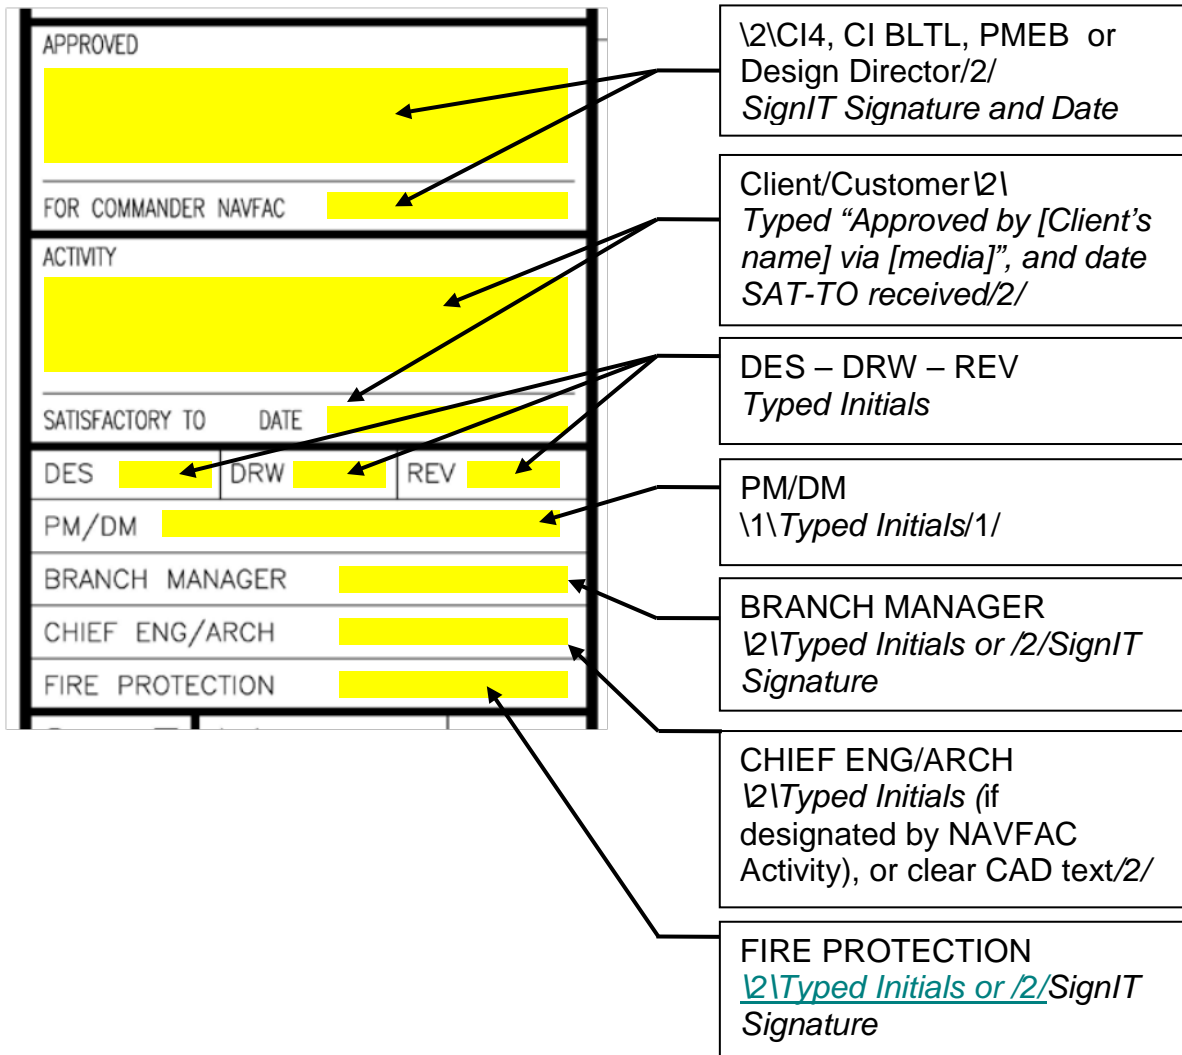 APPROVED
FOR COMMANDER NAVFAC
ACTIVITY
SATISFACTORY TO DATE
DES DRW REV
PM/DM
BRANCH MANAGER
CHIEF ENG/ARCH
FIRE PROTECTION
\2\CI4, CI BLTL, PMEB or
Design Director/2/
SignIT Signature and Date
Client/Customer\2\
Typed “Approved by [Client’s
name] via [media]”, and date
SAT-TO received/2/
DES – DRW – REV
Typed Initials
PM/DM
\1\Typed Initials/1/
BRANCH MANAGER
\2\Typed Initials or /2/SignIT
Signature
CHIEF ENG/ARCH
\2\Typed Initials (if
designated by NAVFAC
Activity), or clear CAD text/2/
FIRE PROTECTION
\2\Typed Initials or /2/SignIT
Signature